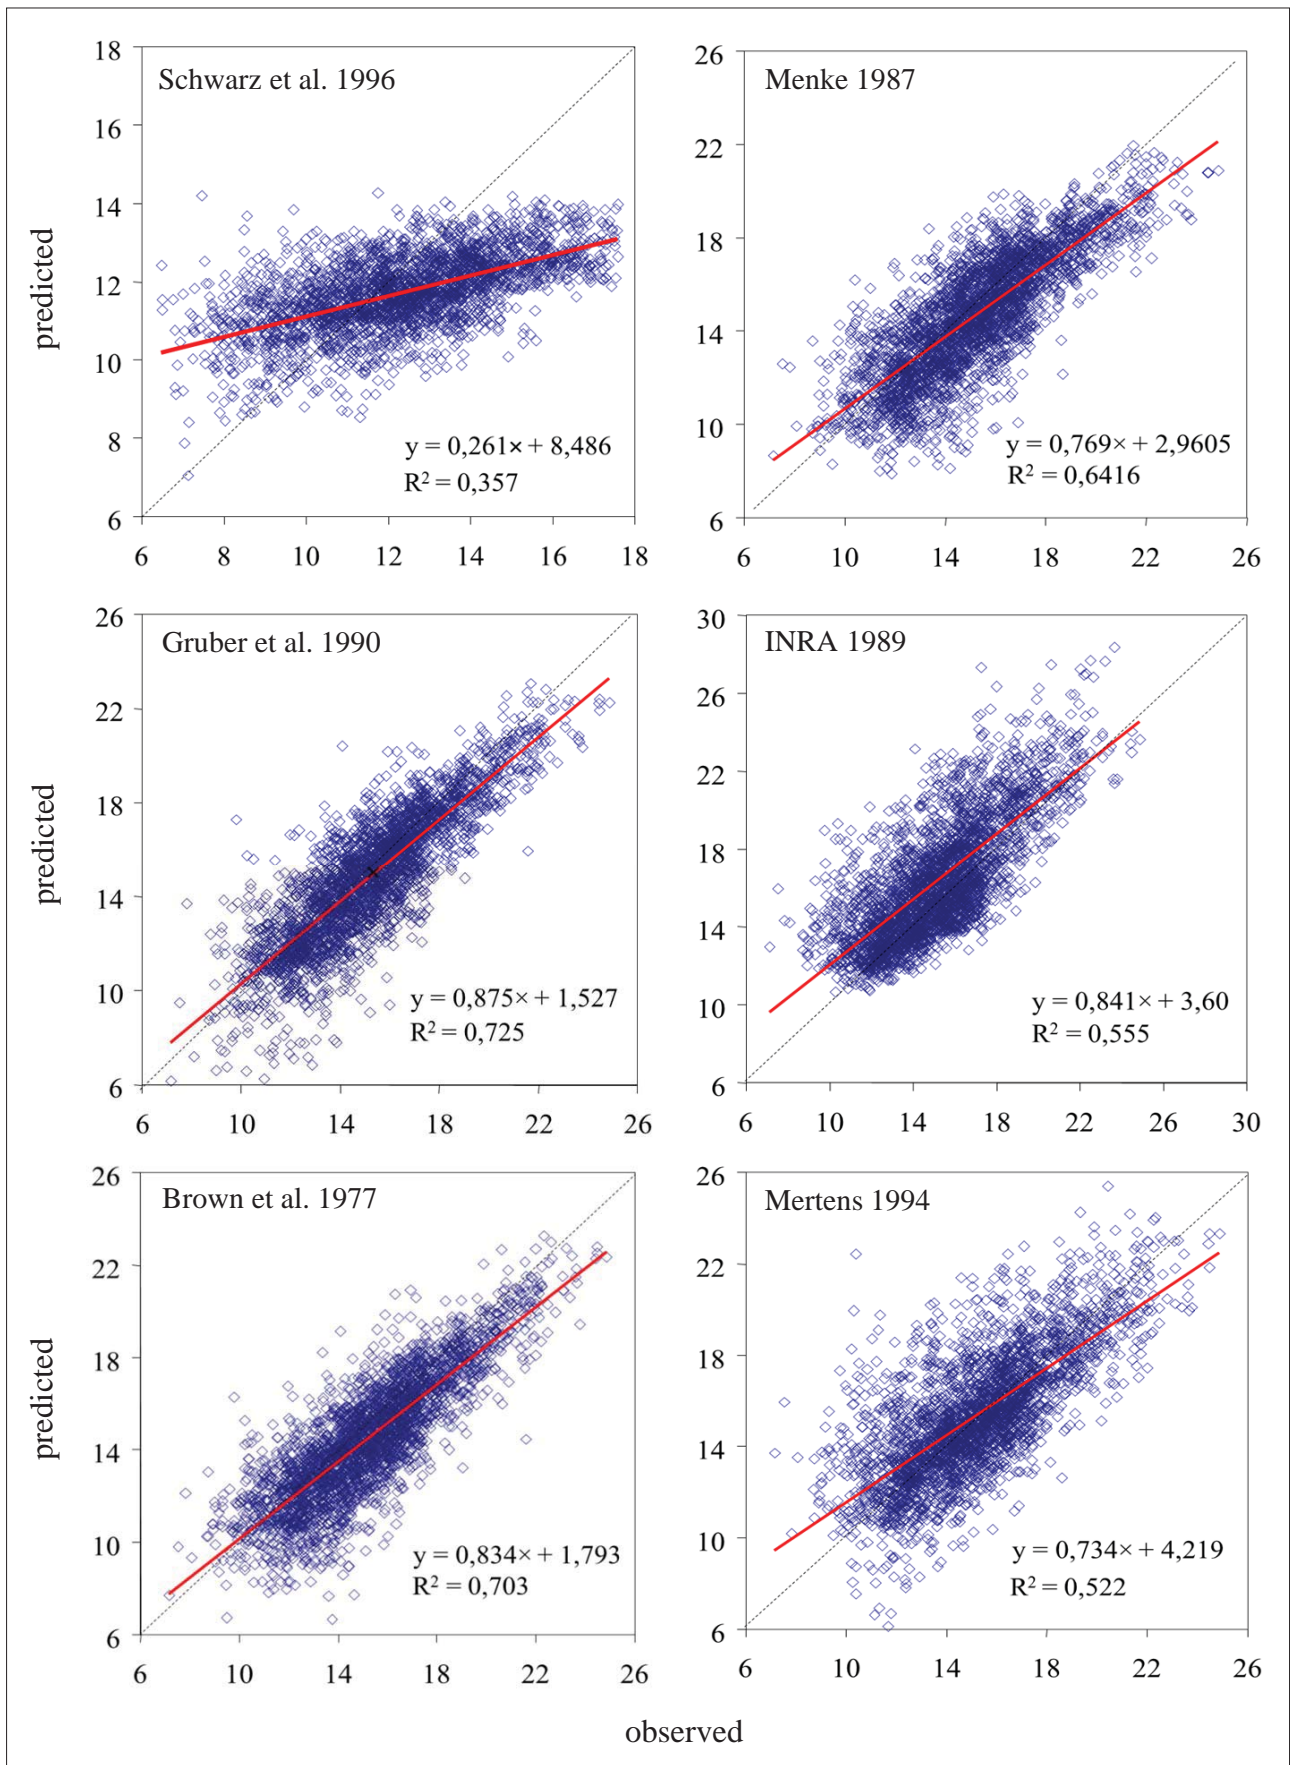 Schwarz et al. 1996
predicted
18
16
14
12
10
8
6
y = 0,261× + 8,486
R² = 0,357
6 8 10 12 14 16 18
Menke 1987
26
22
18
14
10
6
y = 0,769× + 2,9605
R² = 0,6416
6 10 14 18 22 26
Gruber et al. 1990
predicted
26
22
18
14
10
6
y = 0,875× + 1,527
R² = 0,725
6 10 14 18 22 26
INRA 1989
30
26
22
18
14
10
6
y = 0,841× + 3,60
R² = 0,555
6 10 14 18 22 26 30
Brown et al. 1977
predicted
26
22
18
14
10
6
y = 0,834× + 1,793
R² = 0,703
6 10 14 18 22 26
Mertens 1994
26
22
18
14
10
6
y = 0,734× + 4,219
R² = 0,522
6 10 14 18 22 26
observed